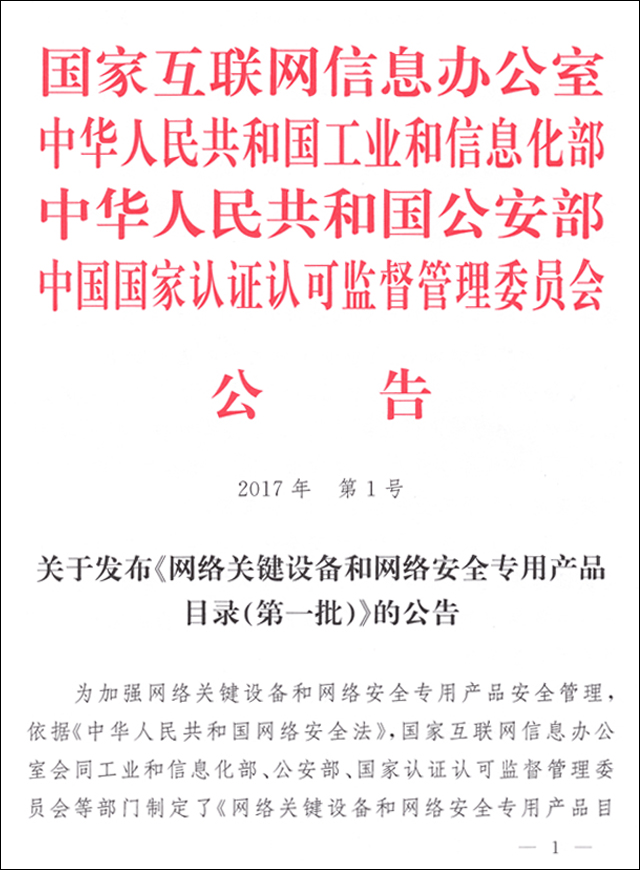 国家互联网信息办公室
中华人民共和国工业和信息化部
中华人民共和国公安部
中国国家认证认可监督管理委员会
公 告
2017年 第1号
关于发布《网络关键设备和网络安全专用产品
目录(第一批)》的公告
为加强网络关键设备和网络安全专用产品安全管理,
依据《中华人民共和国网络安全法》,国家互联网信息办公
室会同工业和信息化部、公安部、国家认证认可监督管理委
员会等部门制定了《网络关键设备和网络安全专用产品目
— 1 —